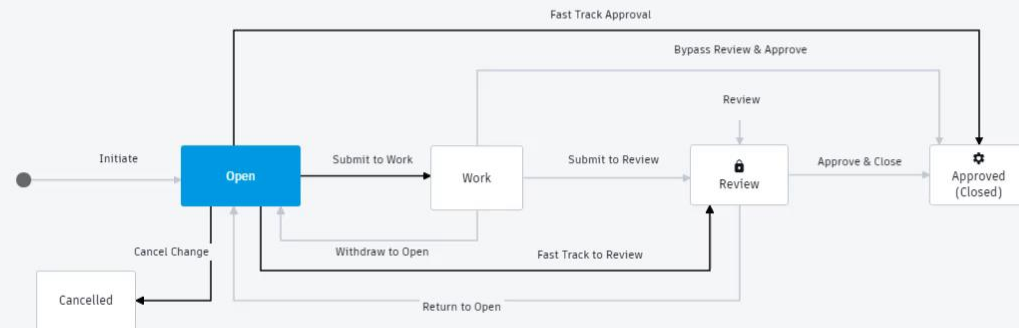 Fast Track Approval
Bypass Review & Approve
Review
Initiate
Submit to Work
Submit to Review
Approve & Close
Open
Work
Review
Approved
(Closed)
Cancel Change
Withdraw to Open
Fast Track to Review
Cancelled
Return to Open